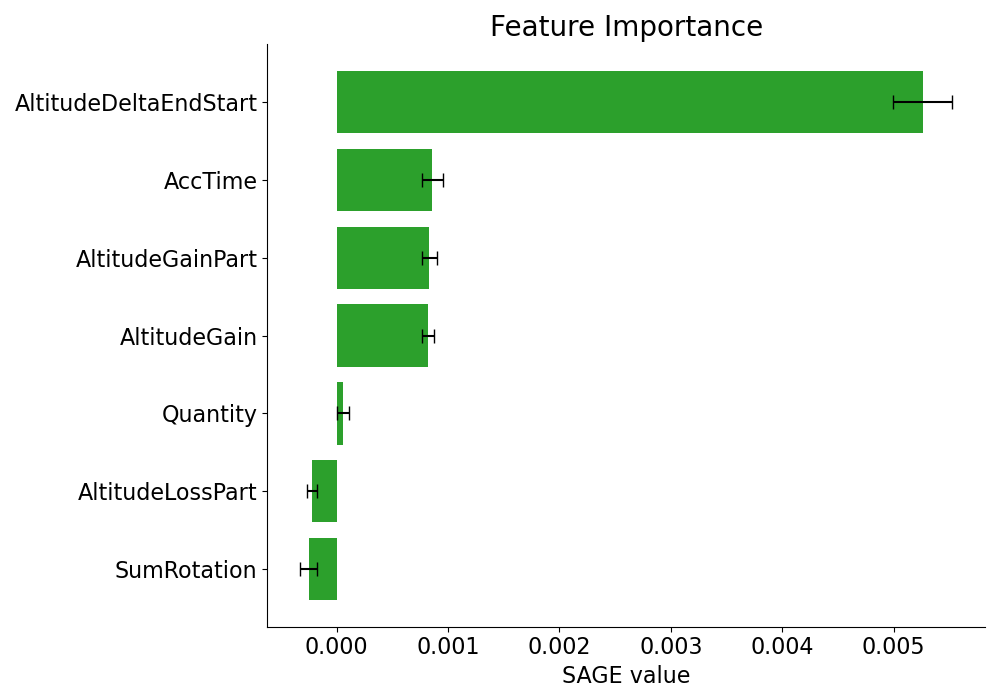 Feature Importance
AltitudeDeltaEndStart
AccTime
AltitudeGainPart
AltitudeGain
Quantity
AltitudeLossPart
SumRotation
0.000 0.001 0.002 0.003 0.004 0.005
SAGE value